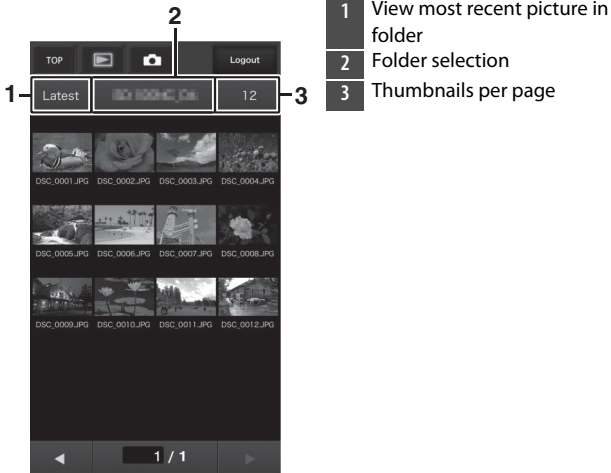 2
TOP
Logout
1
Latest
12
3
DSC_0001.JPG DSC_0002.JPG DSC_0003.JPG DSC_0004.JPG
DSC_0005.JPG DSC_0006.JPG DSC_0007.JPG DSC_0008.JPG
DSC_0009.JPG DSC_0010.JPG DSC_0011.JPG DSC_0012.JPG
1 / 1
1 View most recent picture in
folder
2 Folder selection
3 Thumbnails per page